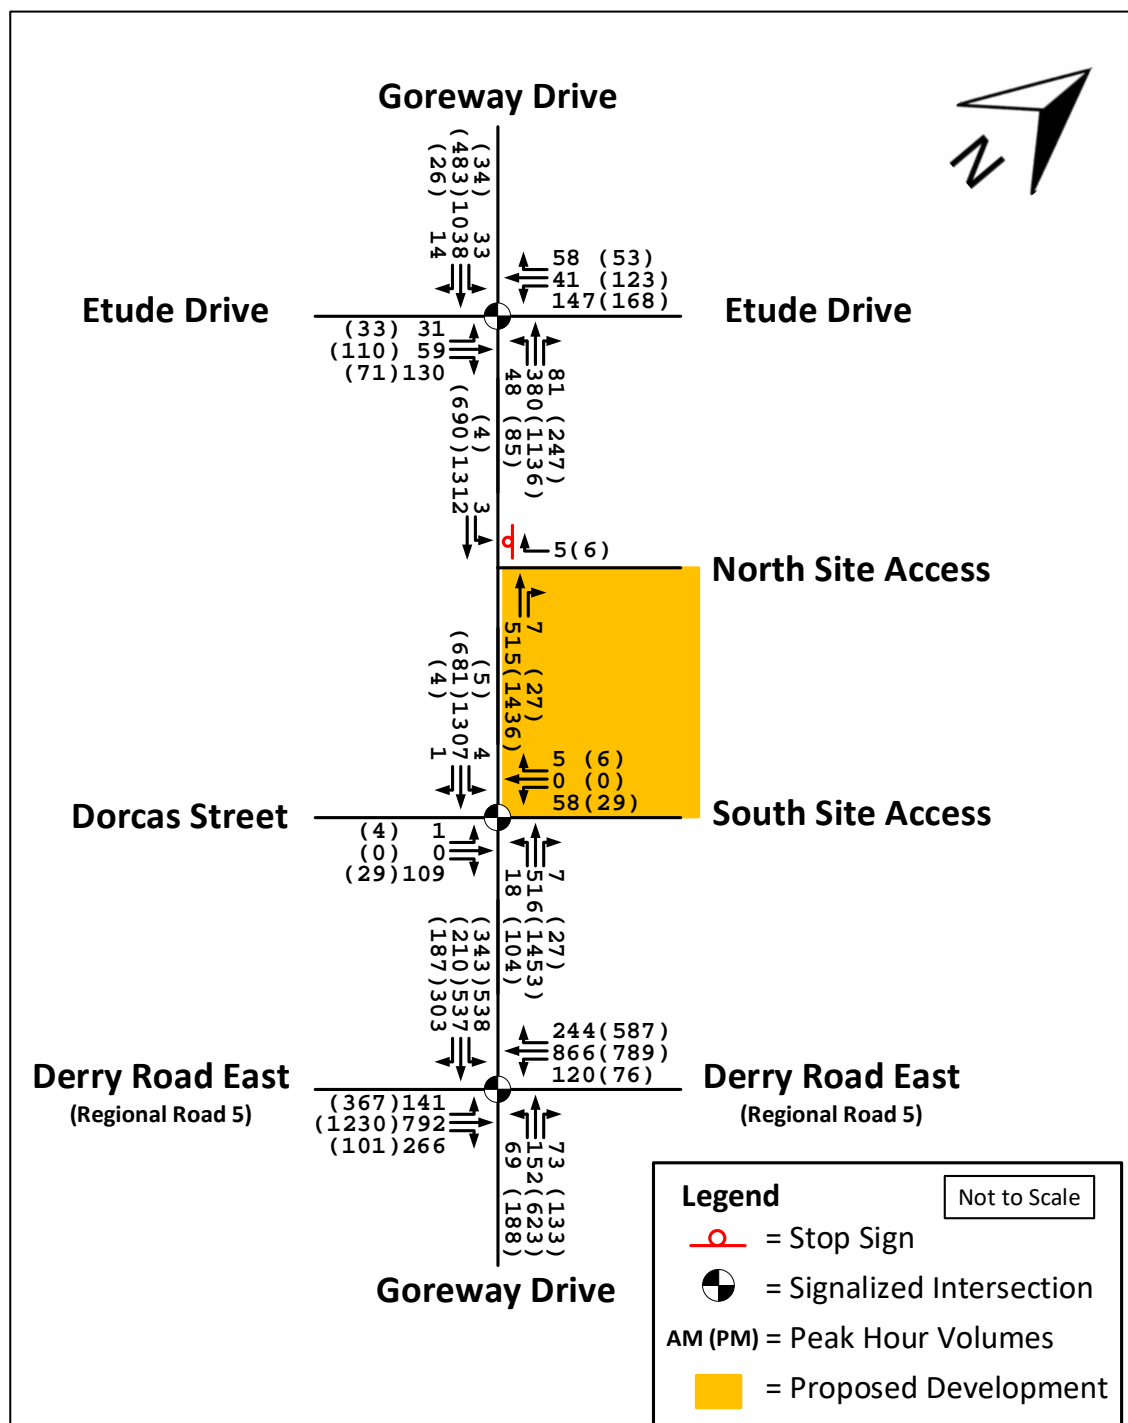 Goreway Drive
N
(34) 33
(483)1038
(26) 14
58 (53)
41 (123)
147(168)
Etude Drive
Etude Drive
(33) 31
(110) 59
(71)130
81 (247)
380(1136)
48 (85)
(4) 3
(690)1312
5(6)
North Site Access
7 (27)
515(1436)
(5) 4
(681)1307
(4) 1
5 (6)
0 (0)
58(29)
Dorcas Street
South Site Access
(4) 1
(0) 0
(29)109
7 (27)
516(1453)
18 (104)
(343)538
(210)537
(187)303
244(587)
866(789)
120(76)
Derry Road East
(Regional Road 5)
Derry Road East
(Regional Road 5)
(367)141
(1230)792
(101)266
73 (133)
152(623)
69 (188)
Goreway Drive
Legend
Not to Scale
= Stop Sign
= Signalized Intersection
AM (PM) = Peak Hour Volumes
= Proposed Development